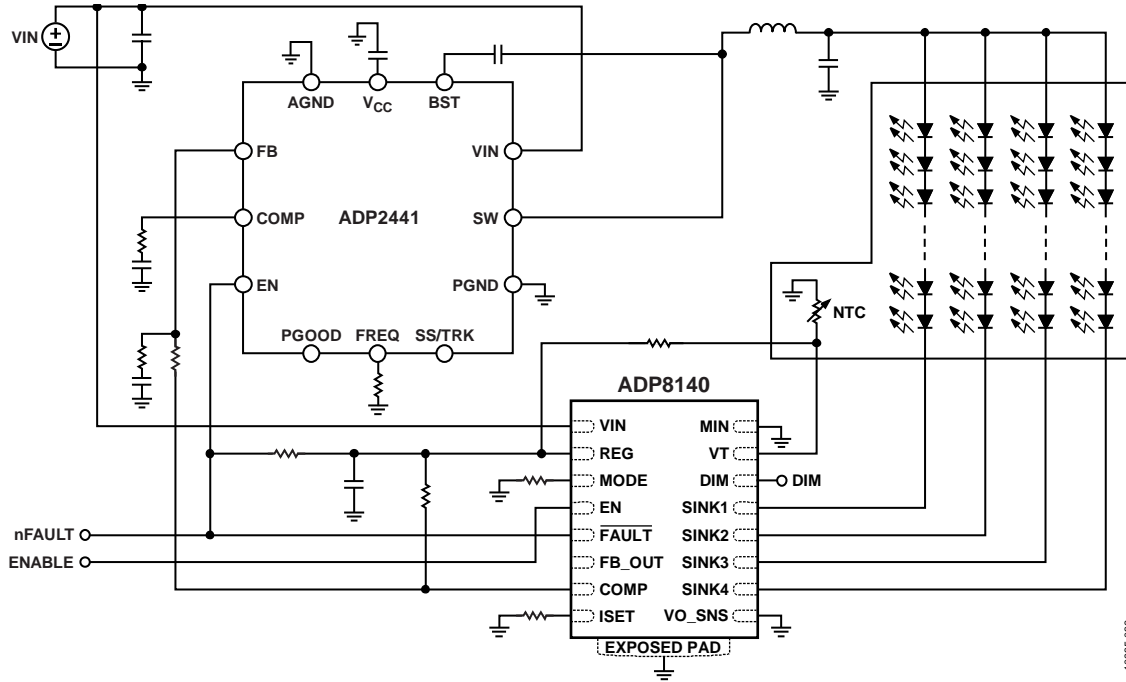 VIN
AGND
VCC
BST
FB
VIN
COMP
ADP2441
SW
EN
PGND
NTC
PGOOD
FREQ
SS/TRK
ADP8140
VIN
MIN
REG
VT
MODE
DIM
DIM
EN
SINK1
nFAULT
FAULT
SINK2
ENABLE
FB_OUT
SINK3
COMP
SINK4
ISET
VO_SNS
EXPOSED PAD